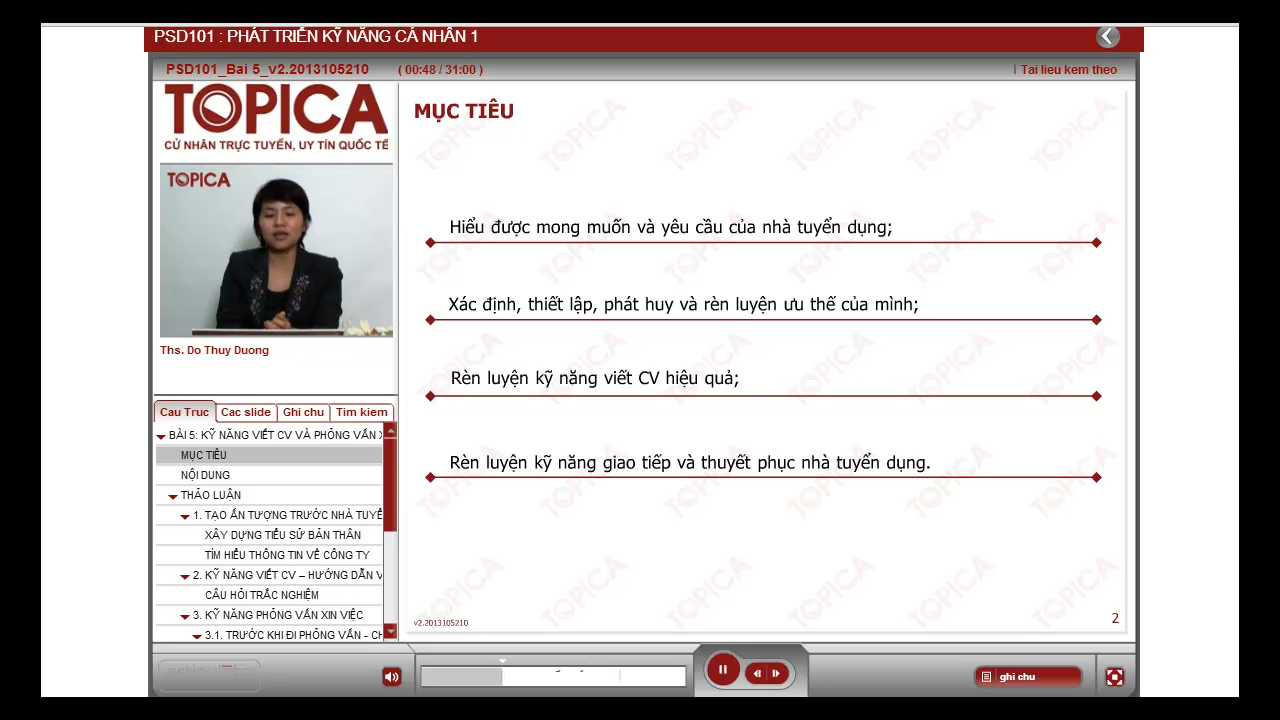 PSD101 : PHÁT TRIỂN KỸ NĂNG CÁ NHÂN 1
PSD101_Bai 5_v2.2013105210 ( 00:48 / 31:00 ) Tai lieu kem theo
TOPICA
CỬ NHÂN TRỰC TUYẾN, UY TÍN QUỐC TẾ
TOPICA
Ths. Do Thuy Duong
Cau Truc Cac slide Ghi chu Tim kiem
BÀI 5: KỸ NĂNG VIẾT CV VÀ PHỎNG VẤN X
MỤC TIÊU
NỘI DUNG
THẢO LUẬN
1. TẠO ẤN TƯỢNG TRƯỚC NHÀ TUYỂ
XÂY DỰNG TIỂU SỬ BẢN THÂN
TÌM HIỂU THÔNG TIN VỀ CÔNG TY
2. KỸ NĂNG VIẾT CV – HƯỚNG DẪN V
CÂU HỎI TRẮC NGHIỆM
3. KỸ NĂNG PHỎNG VẤN XIN VIỆC
3.1. TRƯỚC KHI ĐI PHỎNG VẤN - CH
MỤC TIÊU
Hiểu được mong muốn và yêu cầu của nhà tuyển dụng;
Xác định, thiết lập, phát huy và rèn luyện ưu thế của mình;
Rèn luyện kỹ năng viết CV hiệu quả;
Rèn luyện kỹ năng giao tiếp và thuyết phục nhà tuyển dụng.
v2.2013105210
2
ghi chu